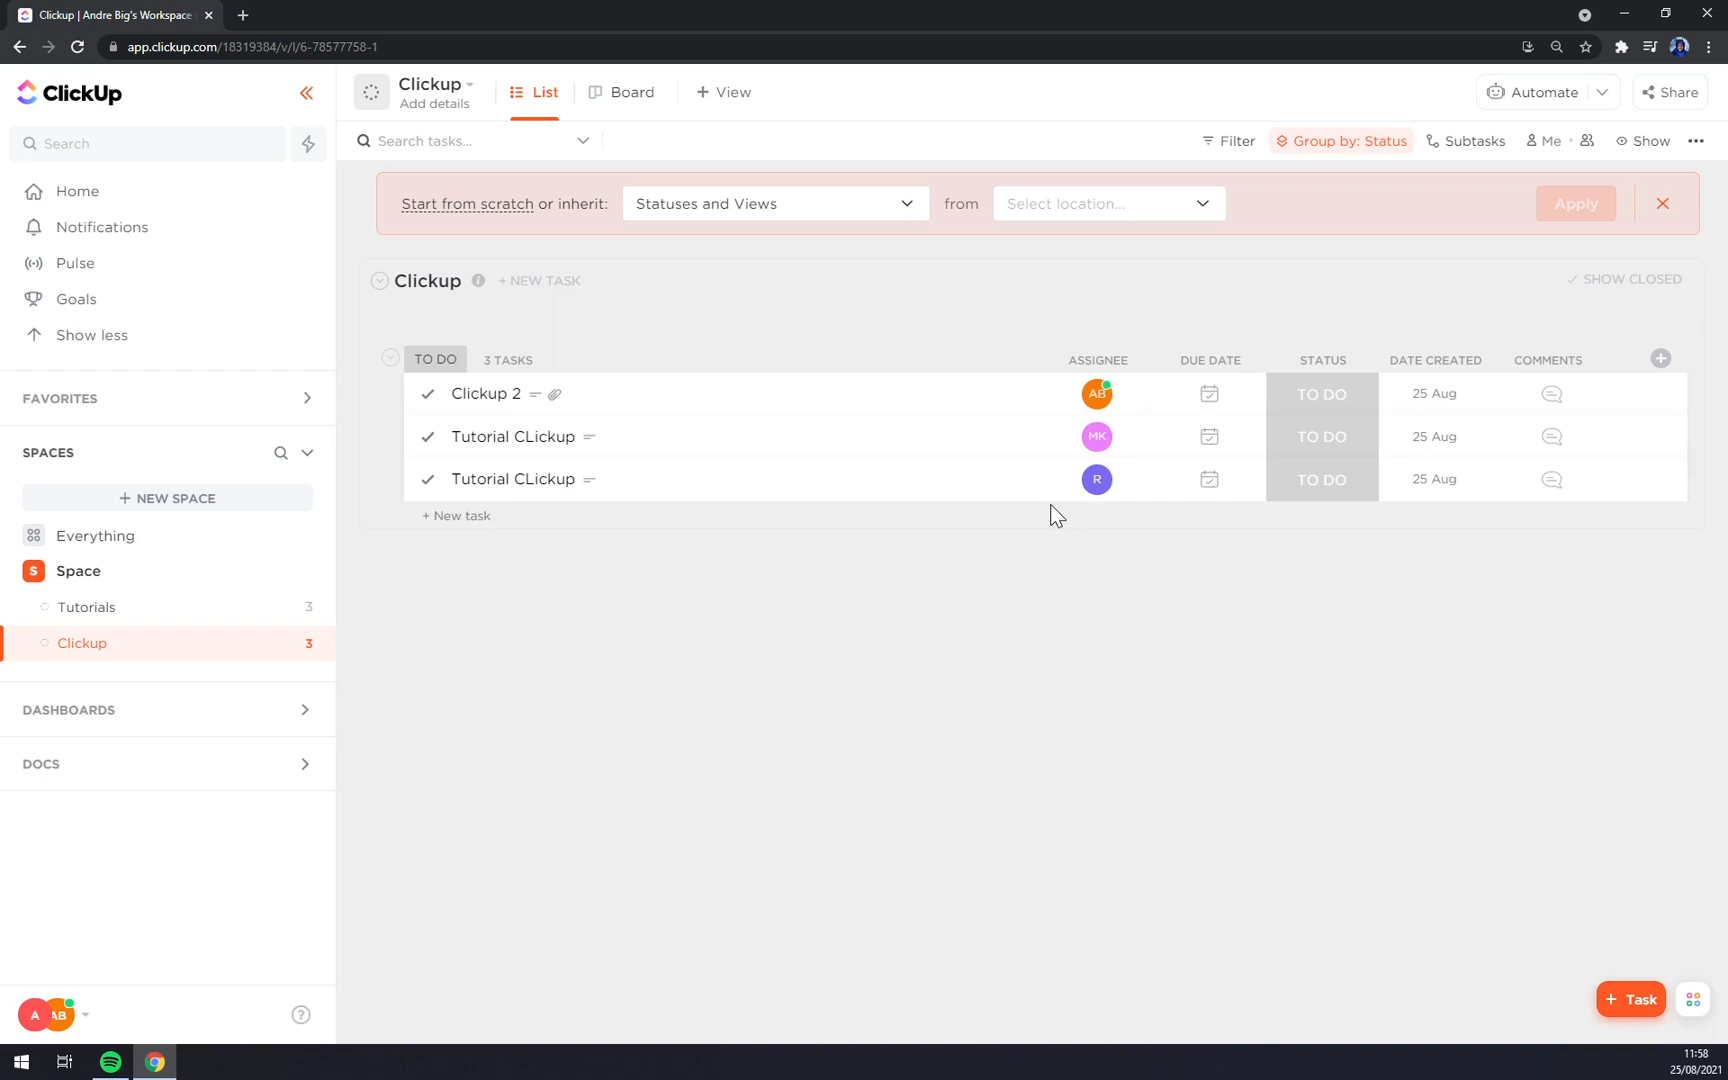 Clickup | Andre Big's Workspace
app.clickup.com/18319384/v/l/6-78577758-1
ClickUp
Clickup
Add details
List
Board
+ View
Automate
Share
Search
Search tasks...
Filter
Group by: Status
Subtasks
Me
Show
Home
Notifications
Pulse
Goals
Show less
Start from scratch or inherit:
Statuses and Views
from
Select location...
Apply
Clickup
+ NEW TASK
SHOW CLOSED
TO DO
3 TASKS
ASSIGNEE
DUE DATE
STATUS
DATE CREATED
COMMENTS
Clickup 2
AB
TO DO
25 Aug
Tutorial CLickup
MK
TO DO
25 Aug
Tutorial CLickup
R
TO DO
25 Aug
+ New task
FAVORITES
SPACES
+ NEW SPACE
Everything
S
Space
Tutorials
3
Clickup
3
DASHBOARDS
DOCS
A
AB
?
+ Task
11:58
25/08/2021